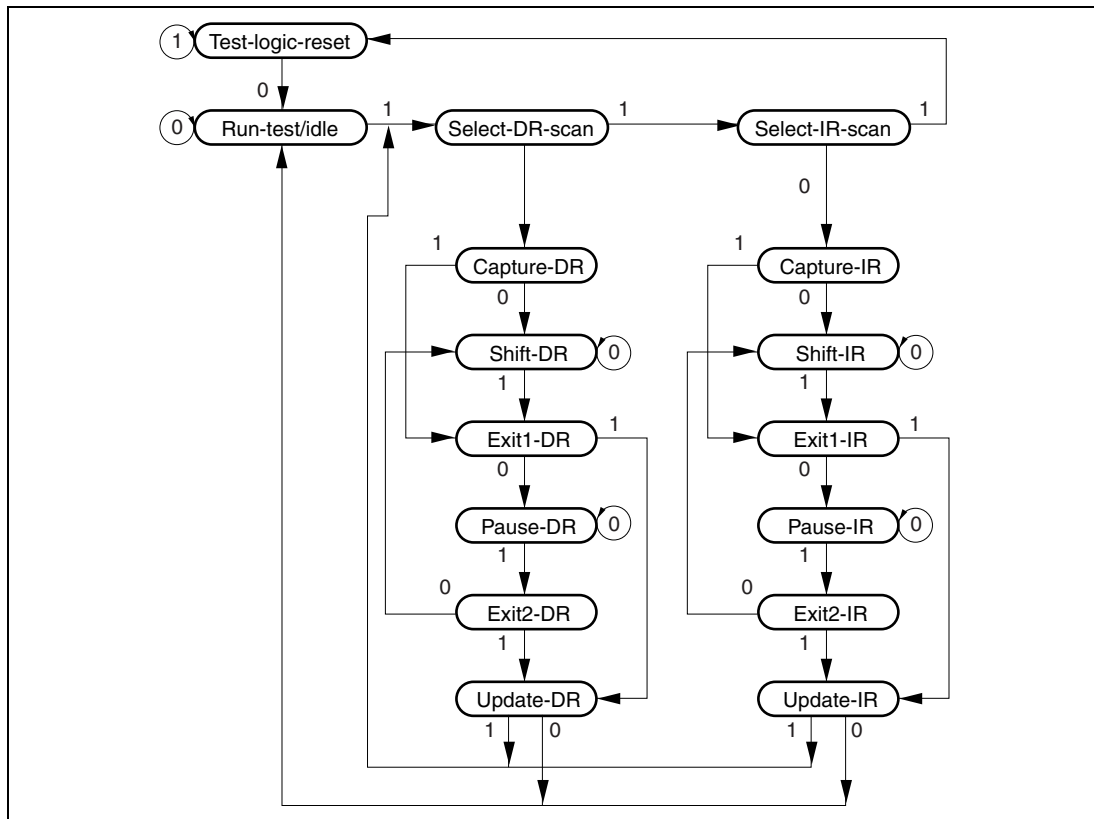 1 Test-logic-reset
0
0 Run-test/idle 1 Select-DR-scan 1 Select-IR-scan 1
0
1 Capture-DR 1 Capture-IR
0 0
Shift-DR 0 Shift-IR 0
1 1
Exit1-DR 1 Exit1-IR 1
0 0
Pause-DR 0 Pause-IR 0
1 1
0 Exit2-DR 0 Exit2-IR
1 1
Update-DR Update-IR
1 0 1 0